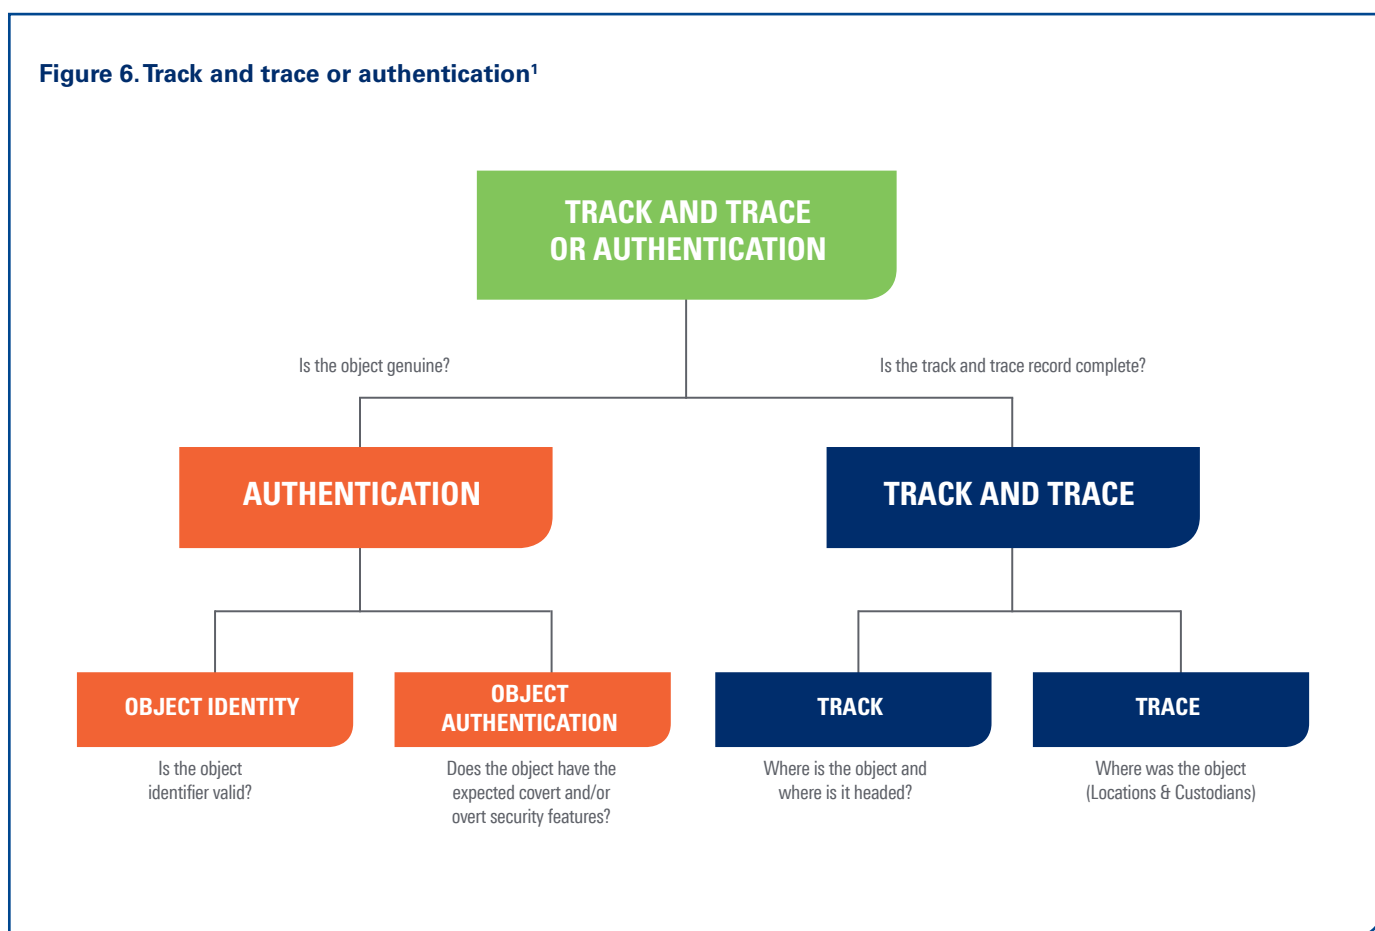 Figure 6. Track and trace or authentication¹
TRACK AND TRACE
OR AUTHENTICATION
Is the object genuine?
Is the track and trace record complete?
AUTHENTICATION
TRACK AND TRACE
OBJECT IDENTITY
OBJECT
AUTHENTICATION
TRACK
TRACE
Is the object
identifier valid?
Does the object have the
expected covert and/or
overt security features?
Where is the object and
where is it headed?
Where was the object
(Locations & Custodians)